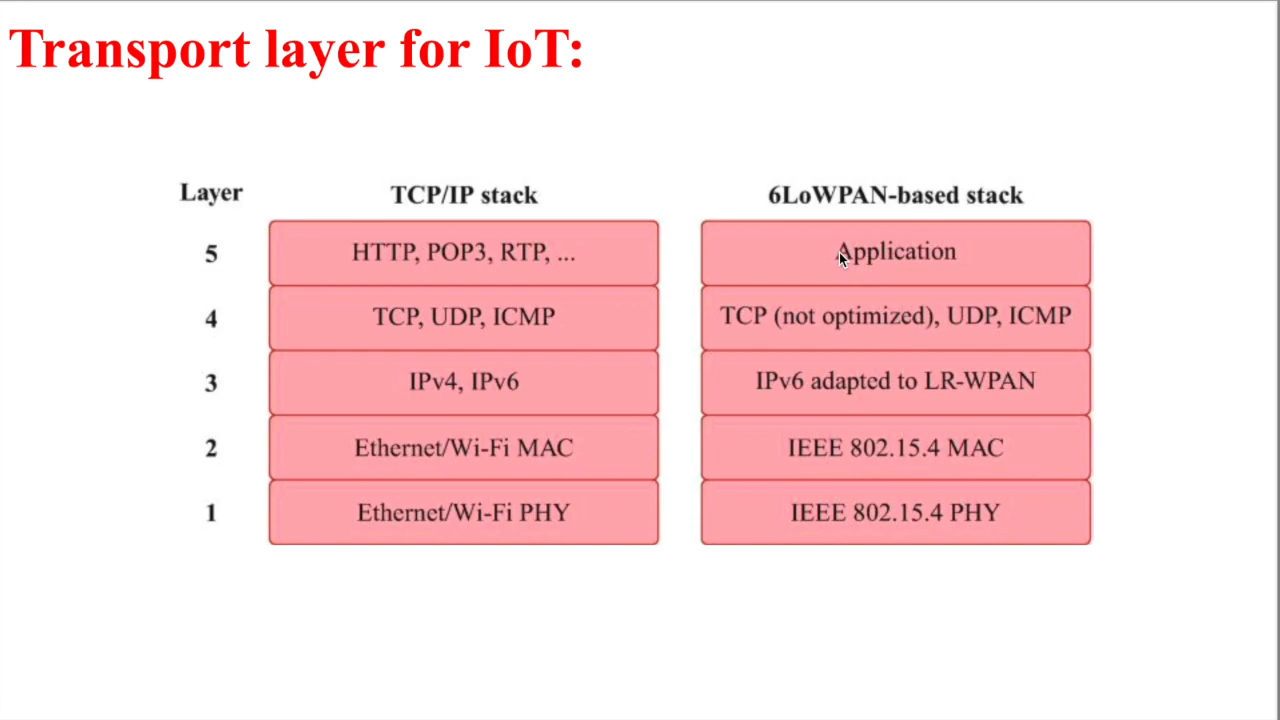 Transport layer for IoT:
Layer TCP/IP stack 6LoWPAN-based stack
5 HTTP, POP3, RTP, ... Application
4 TCP, UDP, ICMP TCP (not optimized), UDP, ICMP
3 IPv4, IPv6 IPv6 adapted to LR-WPAN
2 Ethernet/Wi-Fi MAC IEEE 802.15.4 MAC
1 Ethernet/Wi-Fi PHY IEEE 802.15.4 PHY